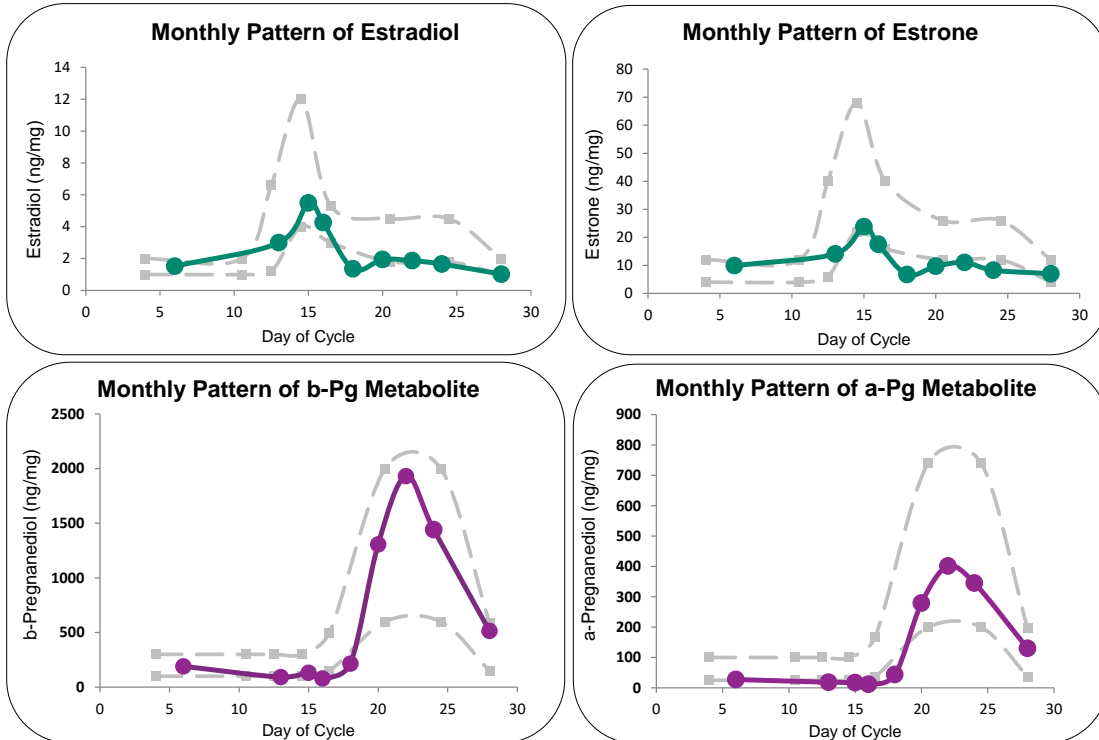 Monthly Pattern of Estradiol
Estradiol (ng/mg)
14
12
10
8
6
4
2
0
0 5 10 15 20 25 30
Day of Cycle
Monthly Pattern of Estrone
Estrone (ng/mg)
80
70
60
50
40
30
20
10
0
0 5 10 15 20 25 30
Day of Cycle
Monthly Pattern of b-Pg Metabolite
b-Pregnanediol (ng/mg)
2500
2000
1500
1000
500
0
0 5 10 15 20 25 30
Day of Cycle
Monthly Pattern of a-Pg Metabolite
a-Pregnanediol (ng/mg)
900
800
700
600
500
400
300
200
100
0
0 5 10 15 20 25 30
Day of Cycle